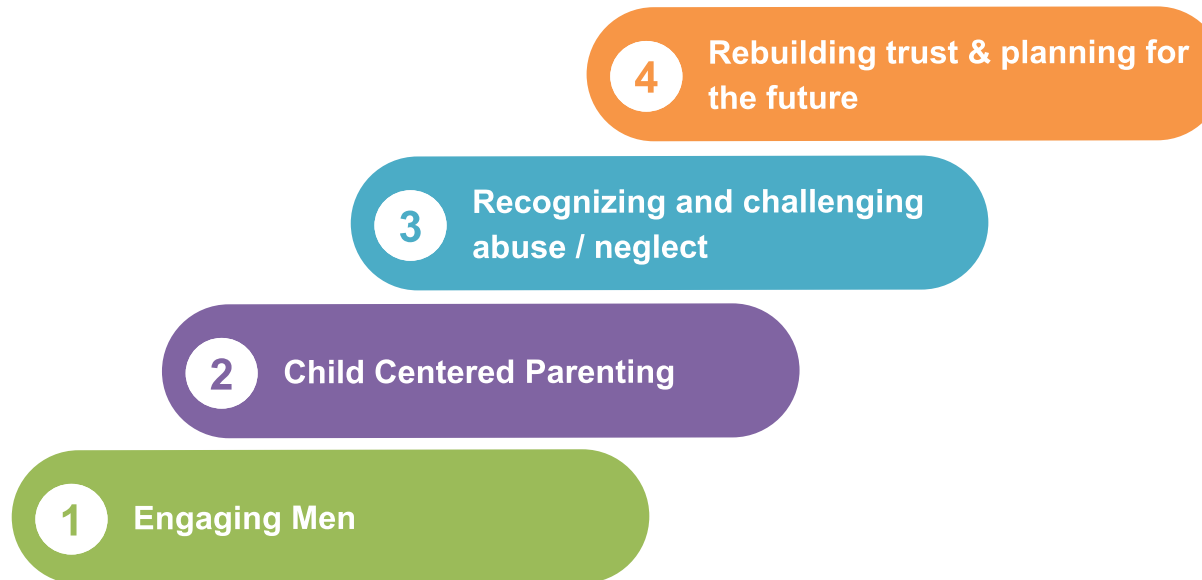 4
Rebuilding trust & planning for
the future
3
Recognizing and challenging
abuse / neglect
2
Child Centered Parenting
1
Engaging Men